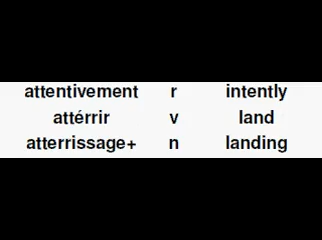 attentivement r intently
attérrir v land
atterrissage+ n landing